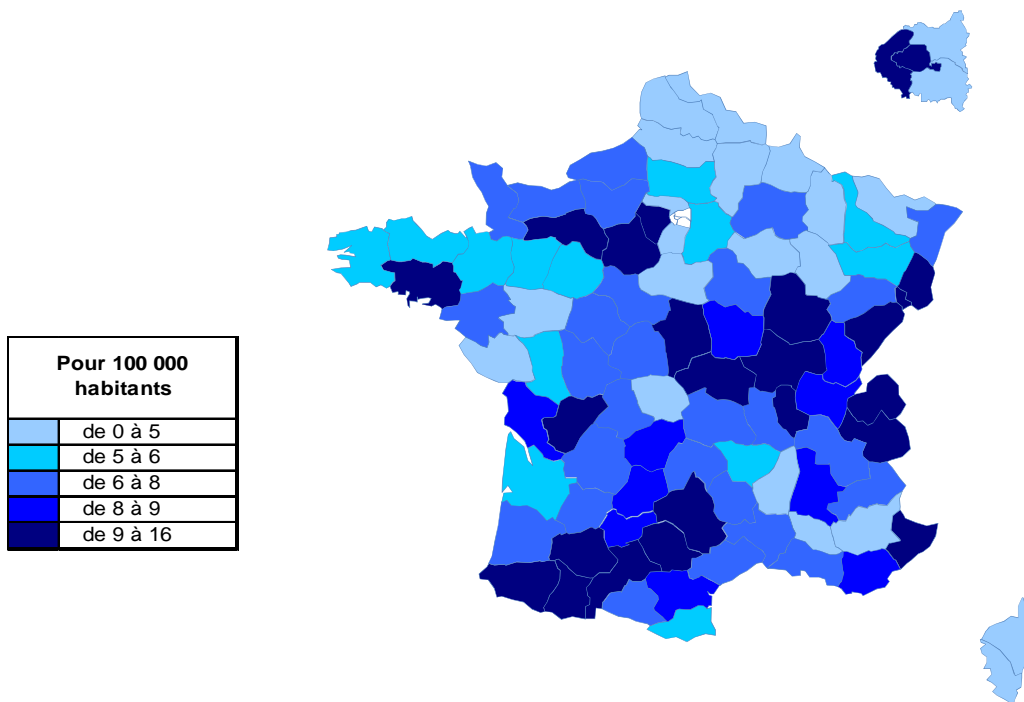 Pour 100 000
habitants
de 0 à 5
de 5 à 6
de 6 à 8
de 8 à 9
de 9 à 16